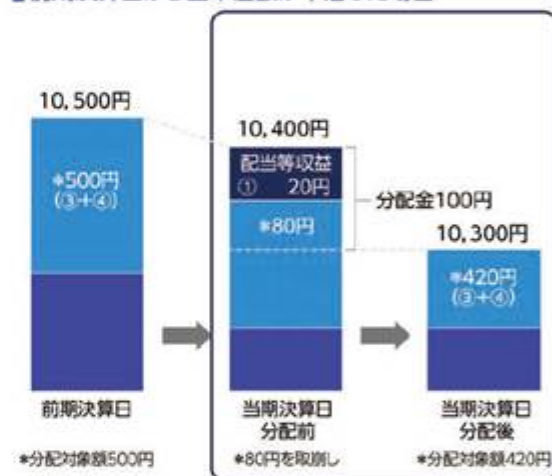 10,500円
*500円
(③+④)
前期決算日
*分配対象額500円
10,400円
配当等収益
① 20円
*80円
分配金100円
当期決算日
分配前
*80円を取崩し
10,300円
*420円
(③+④)
当期決算日
分配後
*分配対象額420円